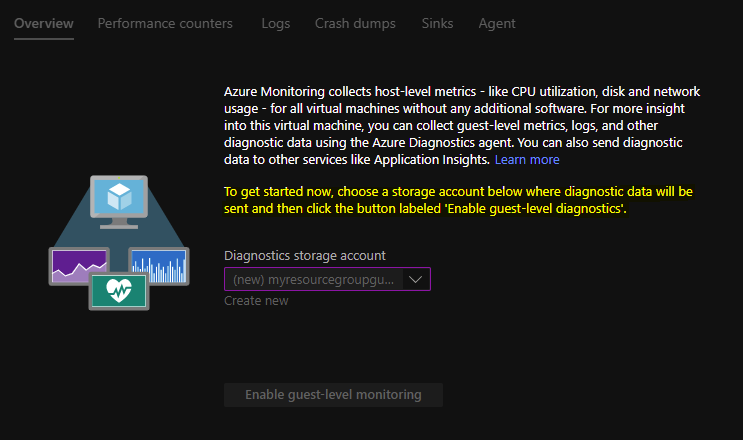 Overview Performance counters Logs Crash dumps Sinks Agent
Azure Monitoring collects host-level metrics - like CPU utilization, disk and network
usage - for all virtual machines without any additional software. For more insight
into this virtual machine, you can collect guest-level metrics, logs, and other
diagnostic data using the Azure Diagnostics agent. You can also send diagnostic
data to other services like Application Insights. Learn more
To get started now, choose a storage account below where diagnostic data will be
sent and then click the button labeled 'Enable guest-level diagnostics'.
Diagnostics storage account
(new) myresourcegroupgu...
Create new
Enable guest-level monitoring